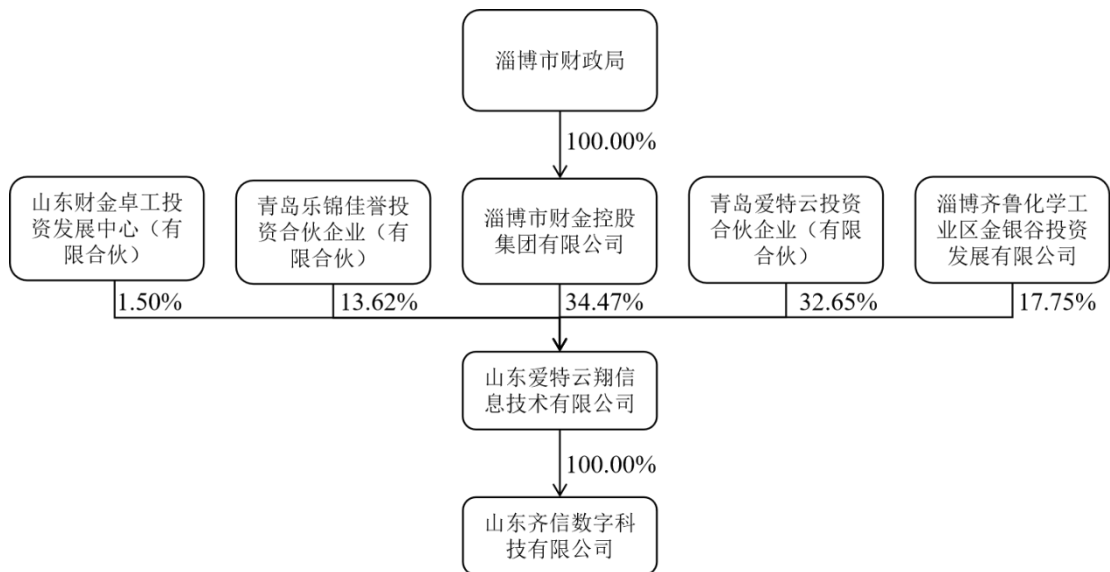 淄博市财政局
100.00%
山东财金卓工投
资发展中心（有
限合伙）
青岛乐锦佳誉投
资合伙企业（有
限合伙）
淄博市财金控股
集团有限公司
青岛爱特云投资
合伙企业（有限
合伙）
淄博齐鲁化学工
业区金银谷投资
发展有限公司
1.50%
13.62%
34.47%
32.65%
17.75%
山东爱特云翔信
息技术有限公司
100.00%
山东齐信数字科
技有限公司